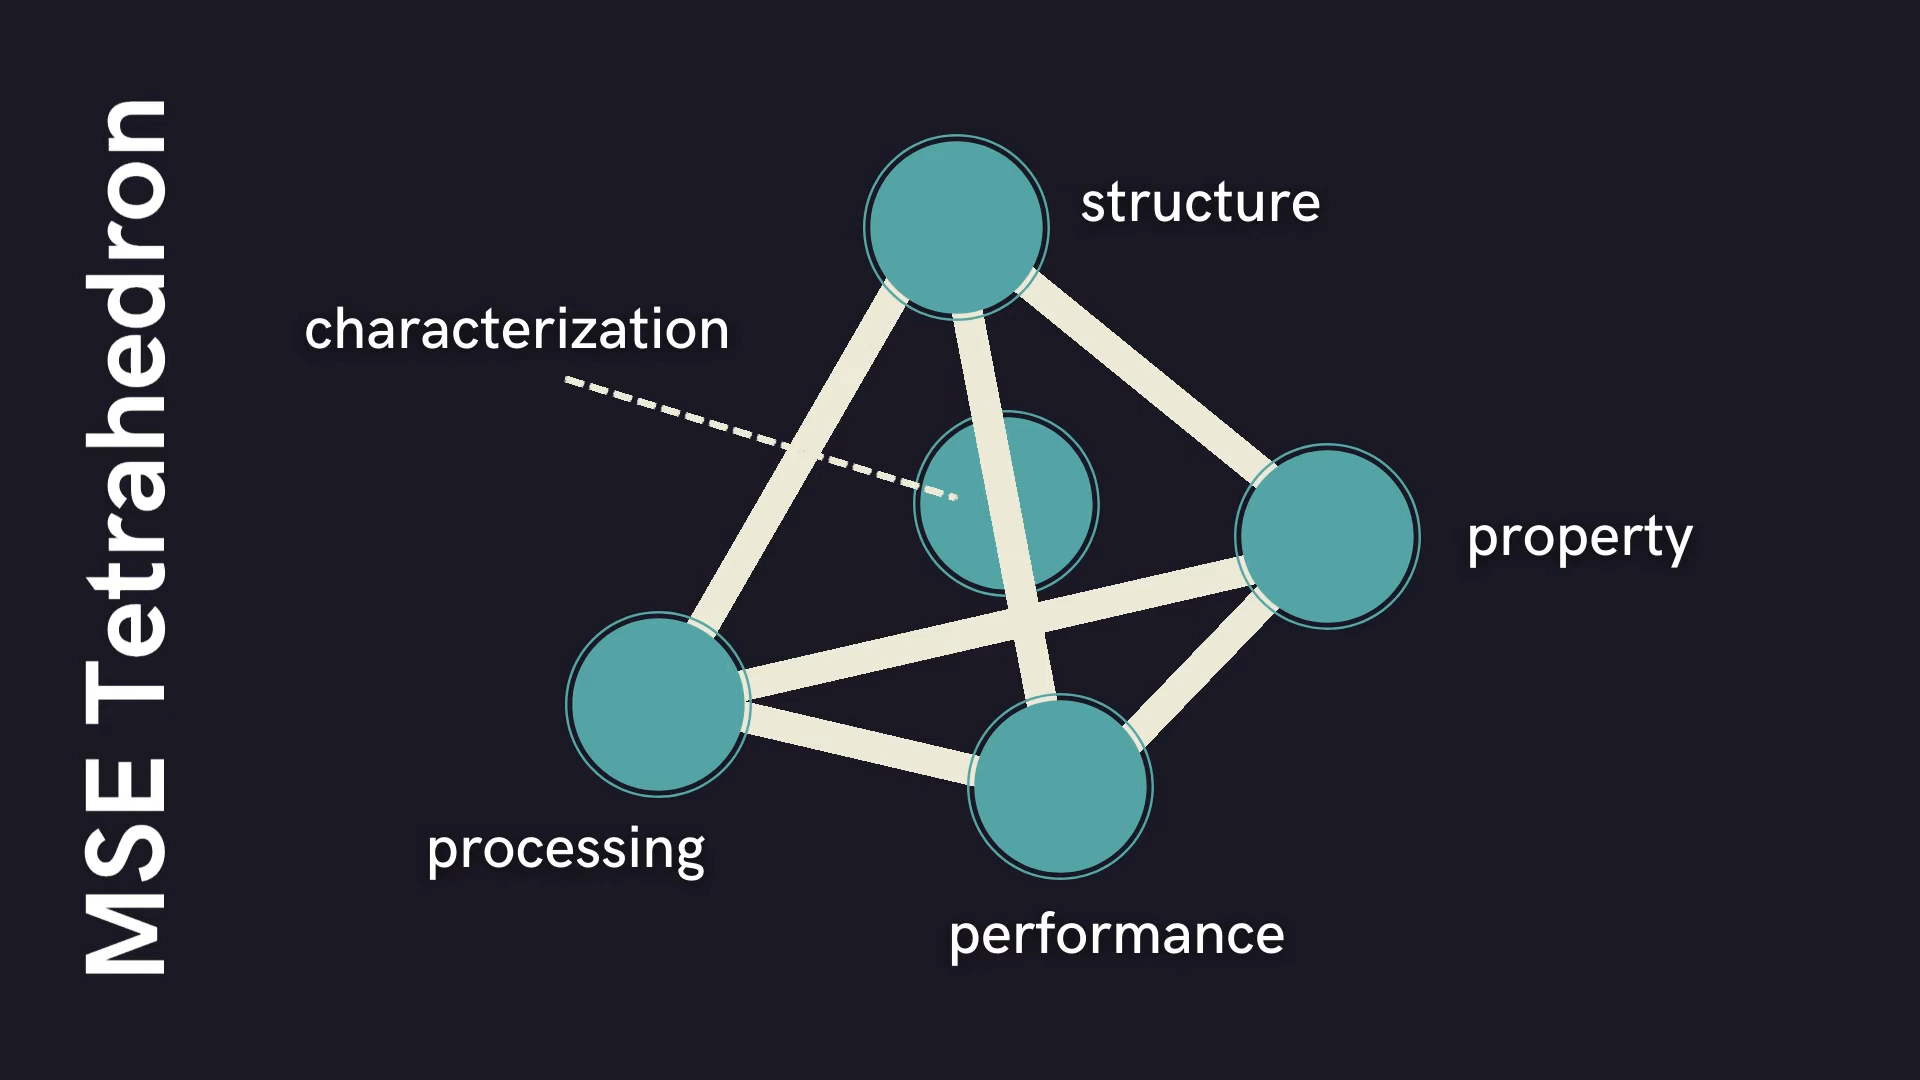 MSE Tetrahedron
structure
characterization
property
processing
performance